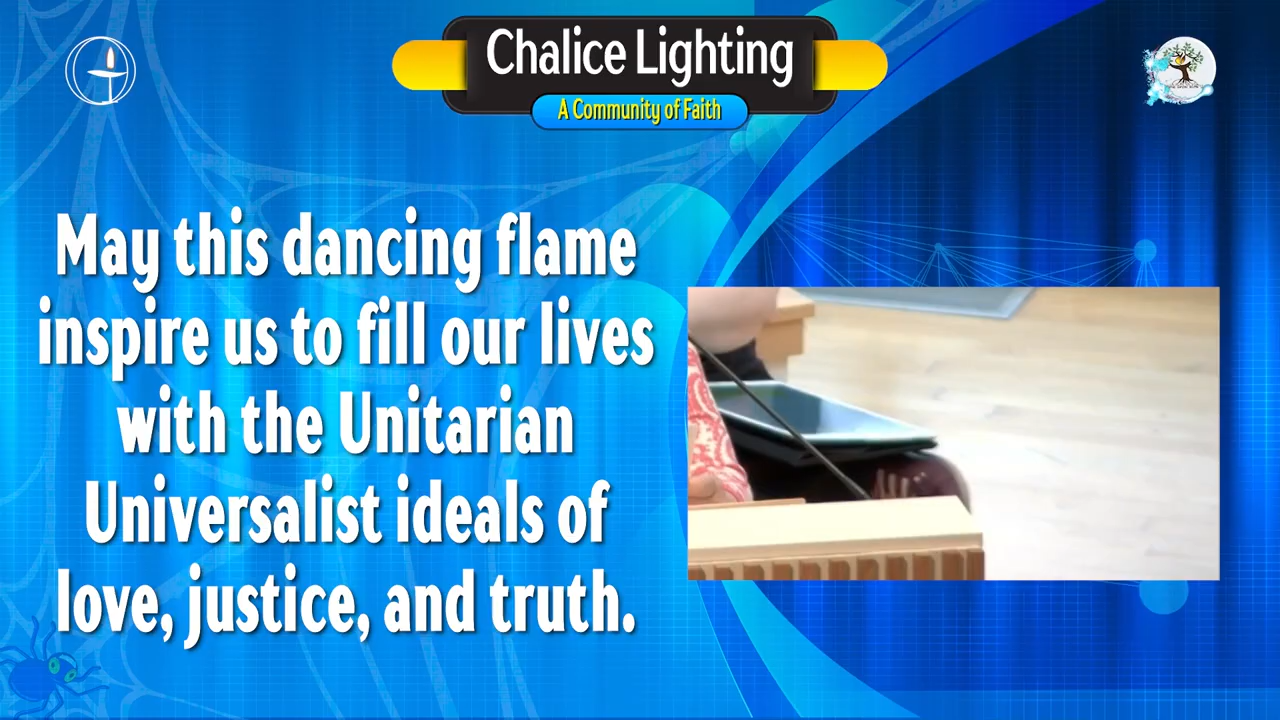 Chalice Lighting
A Community of Faith
May this dancing flame
inspire us to fill our lives
with the Unitarian
Universalist ideals of
love, justice, and truth.